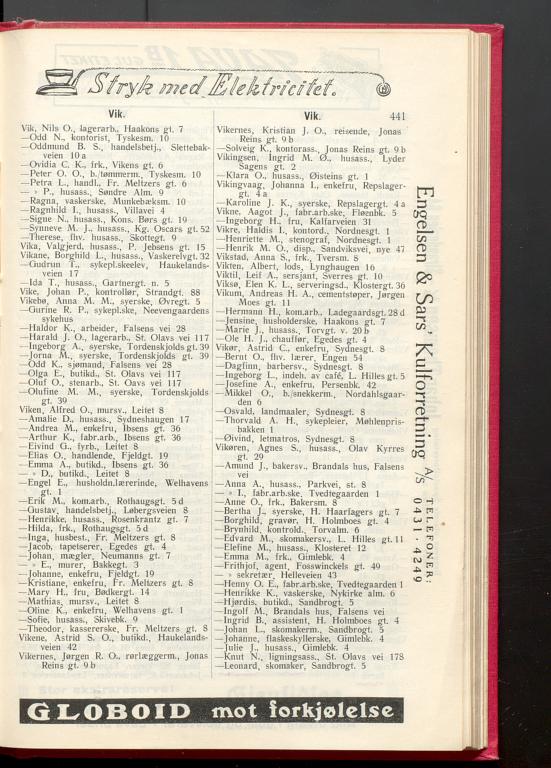 Stryk med Elektricitet.
Vik.
Vik, Nils O., lagerarb., Haakons gt. 7
—Odd N., kontorist, Tyskesm. 10
—Oddmund B. S., handelsbetj., Slettebak-
veien 10 a
—Ovidia C. K., frk., Vikens gt. 6
—Peter O. O., b.tømmerm., Tyskesm. 10
—Petra L., handl., Fr. Meltzers gt. 6
— » P., husass., Søndre Alm. 9
—Ragna, vaskerske, Munkebæksm. 10
—Ragnhild I., husass., Villavei 4
—Signe N., husass., Kons. Børs gt. 19
—Synneve M. J., husass., Kg. Oscars gt. 52
—Therese, fhv. husass., Skottegt. 9
Vika, Valgjerd, husass., P. Jebsens gt. 15
Vikane, Borghild L., husass., Vaskerelvgt. 32
—Gudrun T., sykepl.skeelev, Haukelands-
veien 17
—Ida T., husass., Gartnergt. n. 5
Vike, Johan P., kontrollør, Strandgt. 88
Vikebø, Anna M. M., syerske, Øvregt. 5
—Gurine R. P., sykepl.ske, Neevengaardens
sykehus
—Haldor K., arbeider, Falsens vei 28
—Harald J. O., lagerarb., St. Olavs vei 117
—Ingeborg A., syerske, Tordenskjolds gt. 39
—Jorna M., syerske, Tordenskjolds gt. 39
—Odd K., sjømand, Falsens vei 28
—Olga E., butikd., St. Olavs vei 117
—Oluf O., stenarb., St. Oavs vei 117
—Olufine M. M., syerske, Tordenskjolds
gt. 39
Viken, Alfred O., mursv., Leitet 8
—Amalie D., husass., Sydneshaugen 17
—Andrea M., enkefru, Ibsens gt. 36
—Arthur K., fabr.arb., Ibsens gt. 36
—Eivind G., fyrb., Leitet 8
—Elias O., handlende, Fjeldgt. 19
—Emma A., butikd., Ibsens gt. 36
— » D., butikd., Leitet 8
—Engel E., husholdn.lærerinde, Welhavens
gt. 1
—Erik M., kom.arb., Rothaugsgt. 5 d
—Gustav, handelsbetj., Løbergsveien 8
—Henrikke, husass., Rosenkrantz gt. 7
—Hilda, frk., Rothaugsgt. 5 d
—Inga, husbest., Fr. Meltzers gt. 8
—Jacob, tapetserer, Egedes gt. 4
—Johan, mægler, Neumanns gt. 7
— » E., murer, Bakkegt. 3
—Johanne, enkefru, Fjeldgt. 19
—Kristiane, enkefru, Fr. Meltzers gt. 8
—Mary H., fru, Bødkergt. 14
—Mathias, mursv., Leitet 8
—Oline K., enkefru, Welhavens gt. 1
—Sofie, husass., Skivebk. 9
—Theodor, kassererske, Fr. Meltzers gt. 8
Vikene, Astrid S. O., butikd., Haukelands-
veien 42
Vikernes, Jørgen R. O., rørlæggerm., Jonas
Reins gt. 9 b
Vik.
441
Vikernes, Kristian J. O., reisende, Jonas
Reins gt. 9 b
—Solveig K., kontorass., Jonas Reins gt. 9 b
Vikingsen, Ingrid M. Ø., husass., Lyder
Sagens gt. 2
—Klara O., husass., Øisteins gt. 1
Vikingvaag, Johanna I., enkefru, Repslager-
gt. 4 a
—Karoline J. K., syerske, Repslagergt. 4 a
Vikne, Aagot J., fabr.arb.ske, Fløenbk. 5
—Ingeborg H., fru, Kalfarveien 31
Vikre, Haldis I., kontord., Nordnesgt. 1
—Henriette M., stenograf, Nordnesgt. 1
—Henrik M. O., disp., Sandviksvei, nye 47
Vikstad, Anna S., frk., Tversm. 8
Vikten, Albert, lods, Lynghaugen 16
Viktil, Leif A., sersjant, Sverres gt. 10
Viksø, Elen K. L., serveringsd., Klostergt. 36
Vikum, Andreas H. A., cementstøper, Jørgen
Moes gt. 11
—Hermann H., kom.arb., Ladegaardsgt. 28 d
—Jensine, husholderske, Haakons gt. 7
—Marie J., husass., Torvgt. v. 20 b
—Ole H. J., chauffør, Egedes gt. 4
Vikør, Astrid C., enkefru, Sydnesgt. 8
—Bernt O., fhv. lærer, Engen 54
—Dagfinn, barbersv., Sydnesgt. 8
—Ingeborg L., indeh. av café, L. Hilles gt. 5
—Josefine A., enkefru, Persenbk. 42
—Mikkel O., b.snekkerm., Nordahlsgaar-
den 6
—Osvald, landmaaler, Sydnesgt. 8
—Thorvald A. H., sykepleier, Møhlenpris-
bakken 1
—Øivind, letmatros, Sydnesgt. 8
Vikøren, Agnes S., husass., Olav Kyrres
gt. 29
—Amund J., bakersv., Brandals hus, Falsens
vei
—Anna A., husass., Parkvei, st. 8
— » I., fabr.arb.ske, Tvedtegaarden 1
—Anne O., frk., Bakersm. 8
—Bertha J., syerske, H. Haarfagers gt. 7
—Borghild, gravør, H. Holmboes gt. 4
—Brynhild, kontrold., Torvalm. 6
—Edvard M., skomakersv., L. Hilles gt. 11
—Elefine M., husass., Klosteret 12
—Emma M., frk., Gimlebk. 4
—Frithjof, agent, Fosswinckels gt. 49
— » sekretær, Helleveien 43
—Henny O. E., fabr.arb.ske, Tvedtegaarden 1
—Henrikke K., vaskerske, Nykirke alm. 6
—Hjørdis, butikd., Sandbrogt. 5
—Ingolf M., Brandals hus, Falsens vei
—Ingrid B., assistent, H. Holmboes gt. 4
—Johan L., skomakerm., Sandbrogt. 5
—Johanne, flaskeskyllerske, Gimlebk. 4
—Julie J., husass., Gimlebk. 4
—Knut N., ligningsass., St. Olavs vei 178
—Leonard, skomaker, Sandbrogt. 5
Engelsen & Sars' Kulforretning A/S TELEFONER: 0431 · 4249
GLOBOID mot forkjølelse